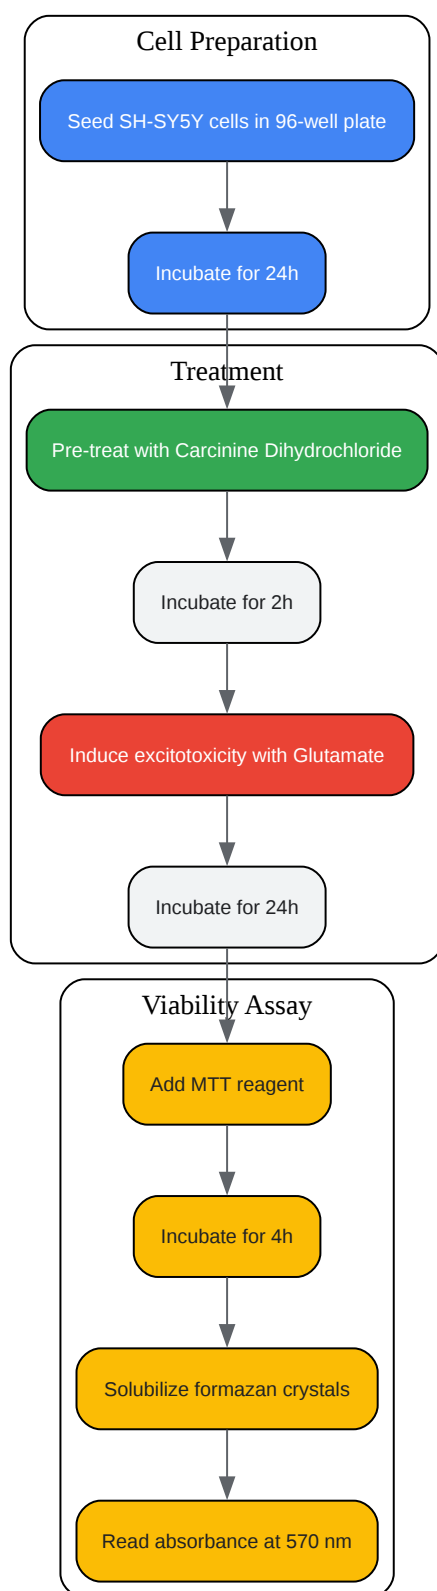 Cell Preparation
Seed SH-SY5Y cells in 96-well plate
Incubate for 24h
Treatment
Pre-treat with Carcinine Dihydrochloride
Incubate for 2h
Induce excitotoxicity with Glutamate
Incubate for 24h
Viability Assay
Add MTT reagent
Incubate for 4h
Solubilize formazan crystals
Read absorbance at 570 nm